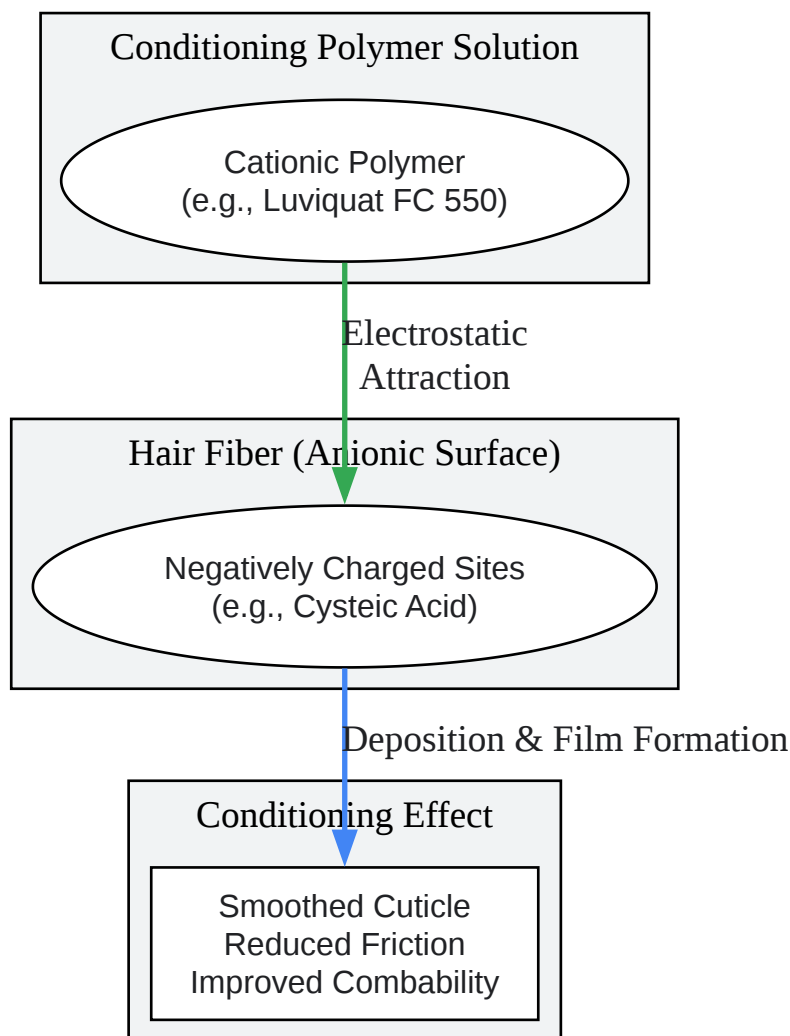 Conditioning Polymer Solution
Cationic Polymer
(e.g., Luviquat FC 550)
Electrostatic
Attraction
Hair Fiber (Anionic Surface)
Negatively Charged Sites
(e.g., Cysteic Acid)
Deposition & Film Formation
Conditioning Effect
Smoothed Cuticle
Reduced Friction
Improved Combability